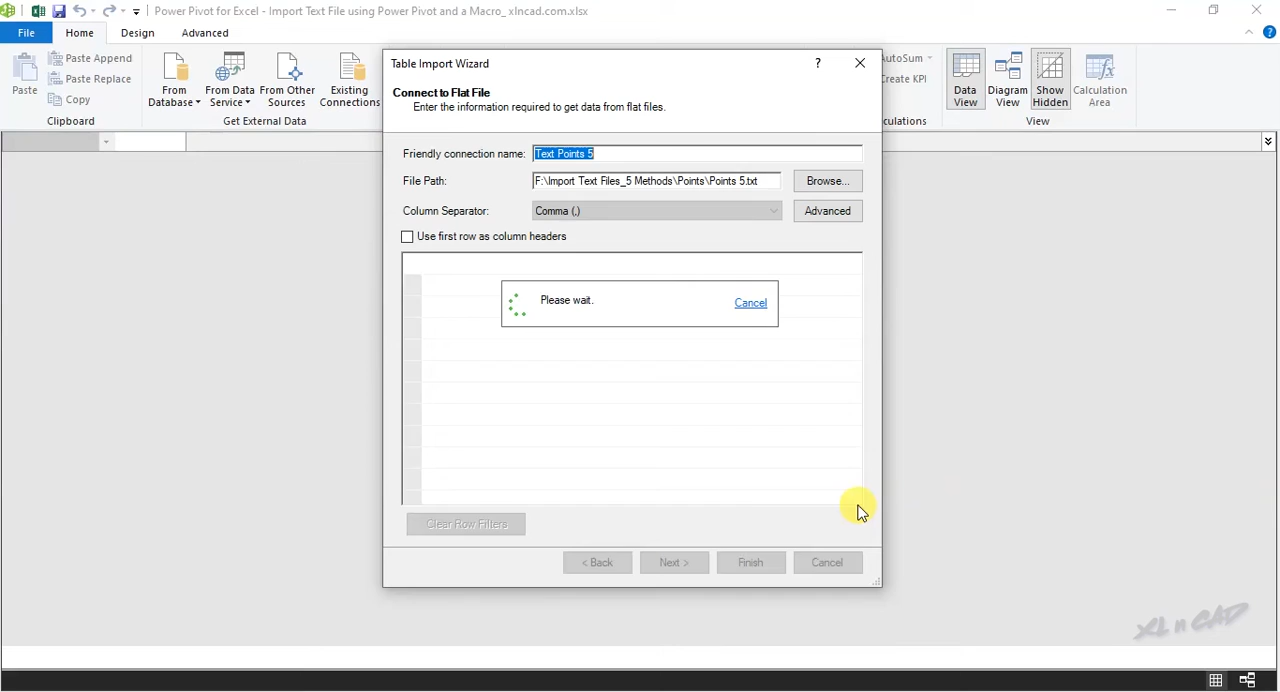 Power Pivot for Excel - Import Text File using Power Pivot and a Macro_ xlncad.com.xlsx
File
Home
Design
Advanced
Paste
Paste Append
Paste Replace
Copy
Clipboard
From Database
From Data Service
From Other Sources
Existing Connections
Get External Data
AutoSum
Create KPI
culations
Data View
Diagram View
Show Hidden
Calculation Area
View
Table Import Wizard
?
Connect to Flat File
Enter the information required to get data from flat files.
Friendly connection name:
Text Points 5
File Path:
F:\Import Text Files_5 Methods\Points\Points 5.txt
Browse...
Column Separator:
Comma (,)
Advanced
Use first row as column headers
Please wait.
Cancel
Clear Row Filters
< Back
Next >
Finish
Cancel
XL n CAD